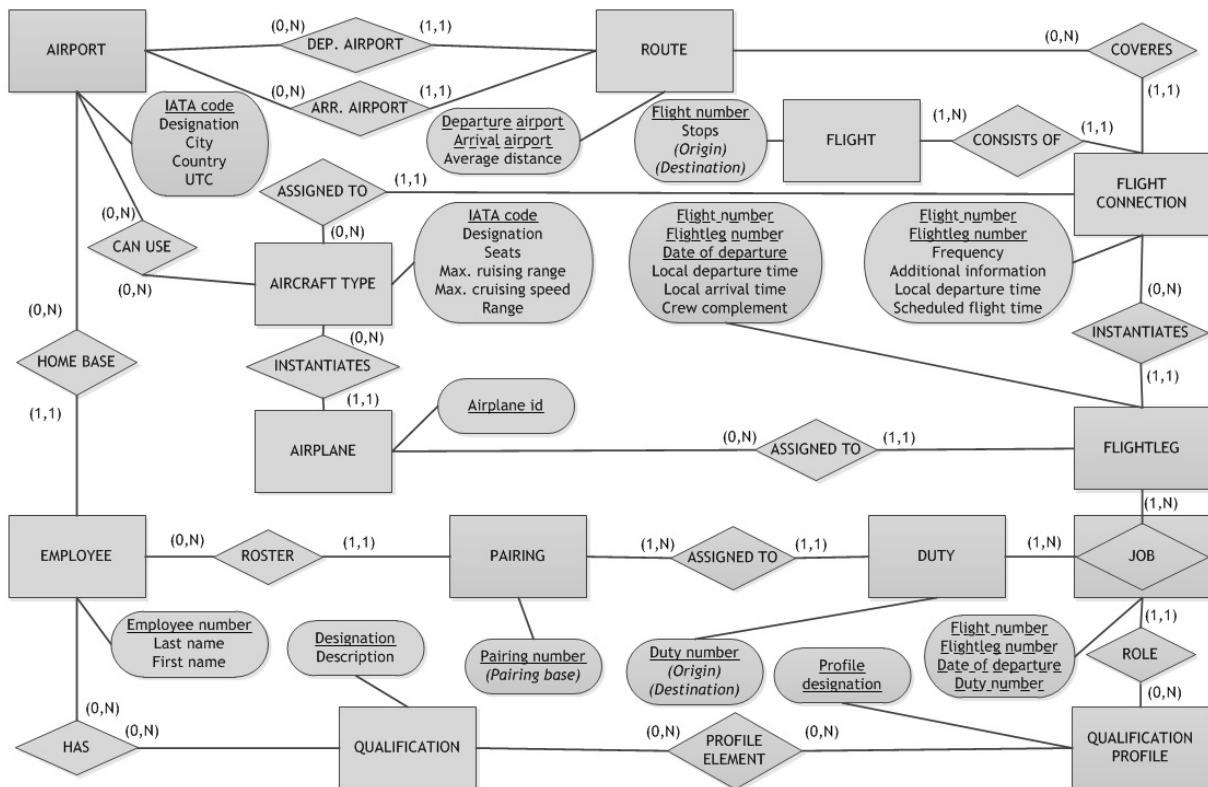 (0,N)
(1,1)
(0,N)
AIRPORT
DEP. AIRPORT
ROUTE
COVERES
(0,N)
(1,1)
ARR. AIRPORT
(1,1)
IATA code
Designation
City
Country
UTC
Departure airport
Arrival airport
Average distance
Flight number
Stops
(Origin)
(Destination)
FLIGHT
(1,N)
CONSISTS OF
(1,1)
ASSIGNED TO
(1,1)
FLIGHT
CONNECTION
(0,N)
CAN USE
(0,N)
(0,N)
AIRCRAFT TYPE
IATA code
Designation
Seats
Max. ruising range
Max. cruising speed
Range
Flight number
Flightleg number
Date of departure
Local departure time
Local arrival time
Crew complement
Flight number
Flightleg number
Frequency
Additional information
Local departure time
Scheduled flight time
(0,N)
INSTANTIATES
(1,1)
(0,N)
HOME BASE
(1,1)
(0,N)
INSTANTIATES
(1,1)
AIRPLANE
Airplane id
(0,N)
ASSIGNED TO
(1,1)
FLIGHTLEG
(1,N)
EMPLOYEE
(0,N)
ROSTER
(1,1)
PAIRING
(1,N)
ASSIGNED TO
(1,1)
DUTY
(1,N)
JOB
Employee number
Last name
First name
Designation
Description
Pairing number
(Pairing base)
Duty number
(Origin)
(Destination)
Profile
designation
Flight number
Flightleg number
Date of departure
Duty number
(1,1)
ROLE
(0,N)
(0,N)
HAS
(0,N)
QUALIFICATION
(0,N)
PROFILE
ELEMENT
(0,N)
QUALIFICATION
PROFILE